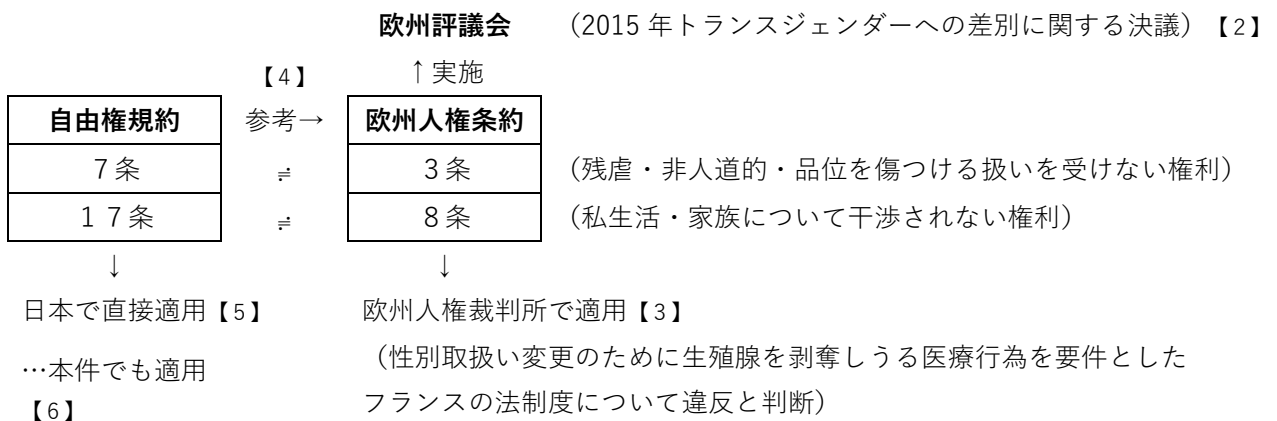 欧州評議会 （2015 年トランスジェンダーへの差別に関する決議）【２】
【４】 ↑実施
自由権規約 参考→ 欧州人権条約
７条 ≓ ３条 （残虐・非人道的・品位を傷つける扱いを受けない権利）
１７条 ≓ ８条 （私生活・家族について干渉されない権利）
↓ ↓
日本で直接適用【５】 欧州人権裁判所で適用【３】
…本件でも適用 （性別取扱い変更のために生殖腺を剥奪しうる医療行為を要件とした
【６】 フランスの法制度について違反と判断）